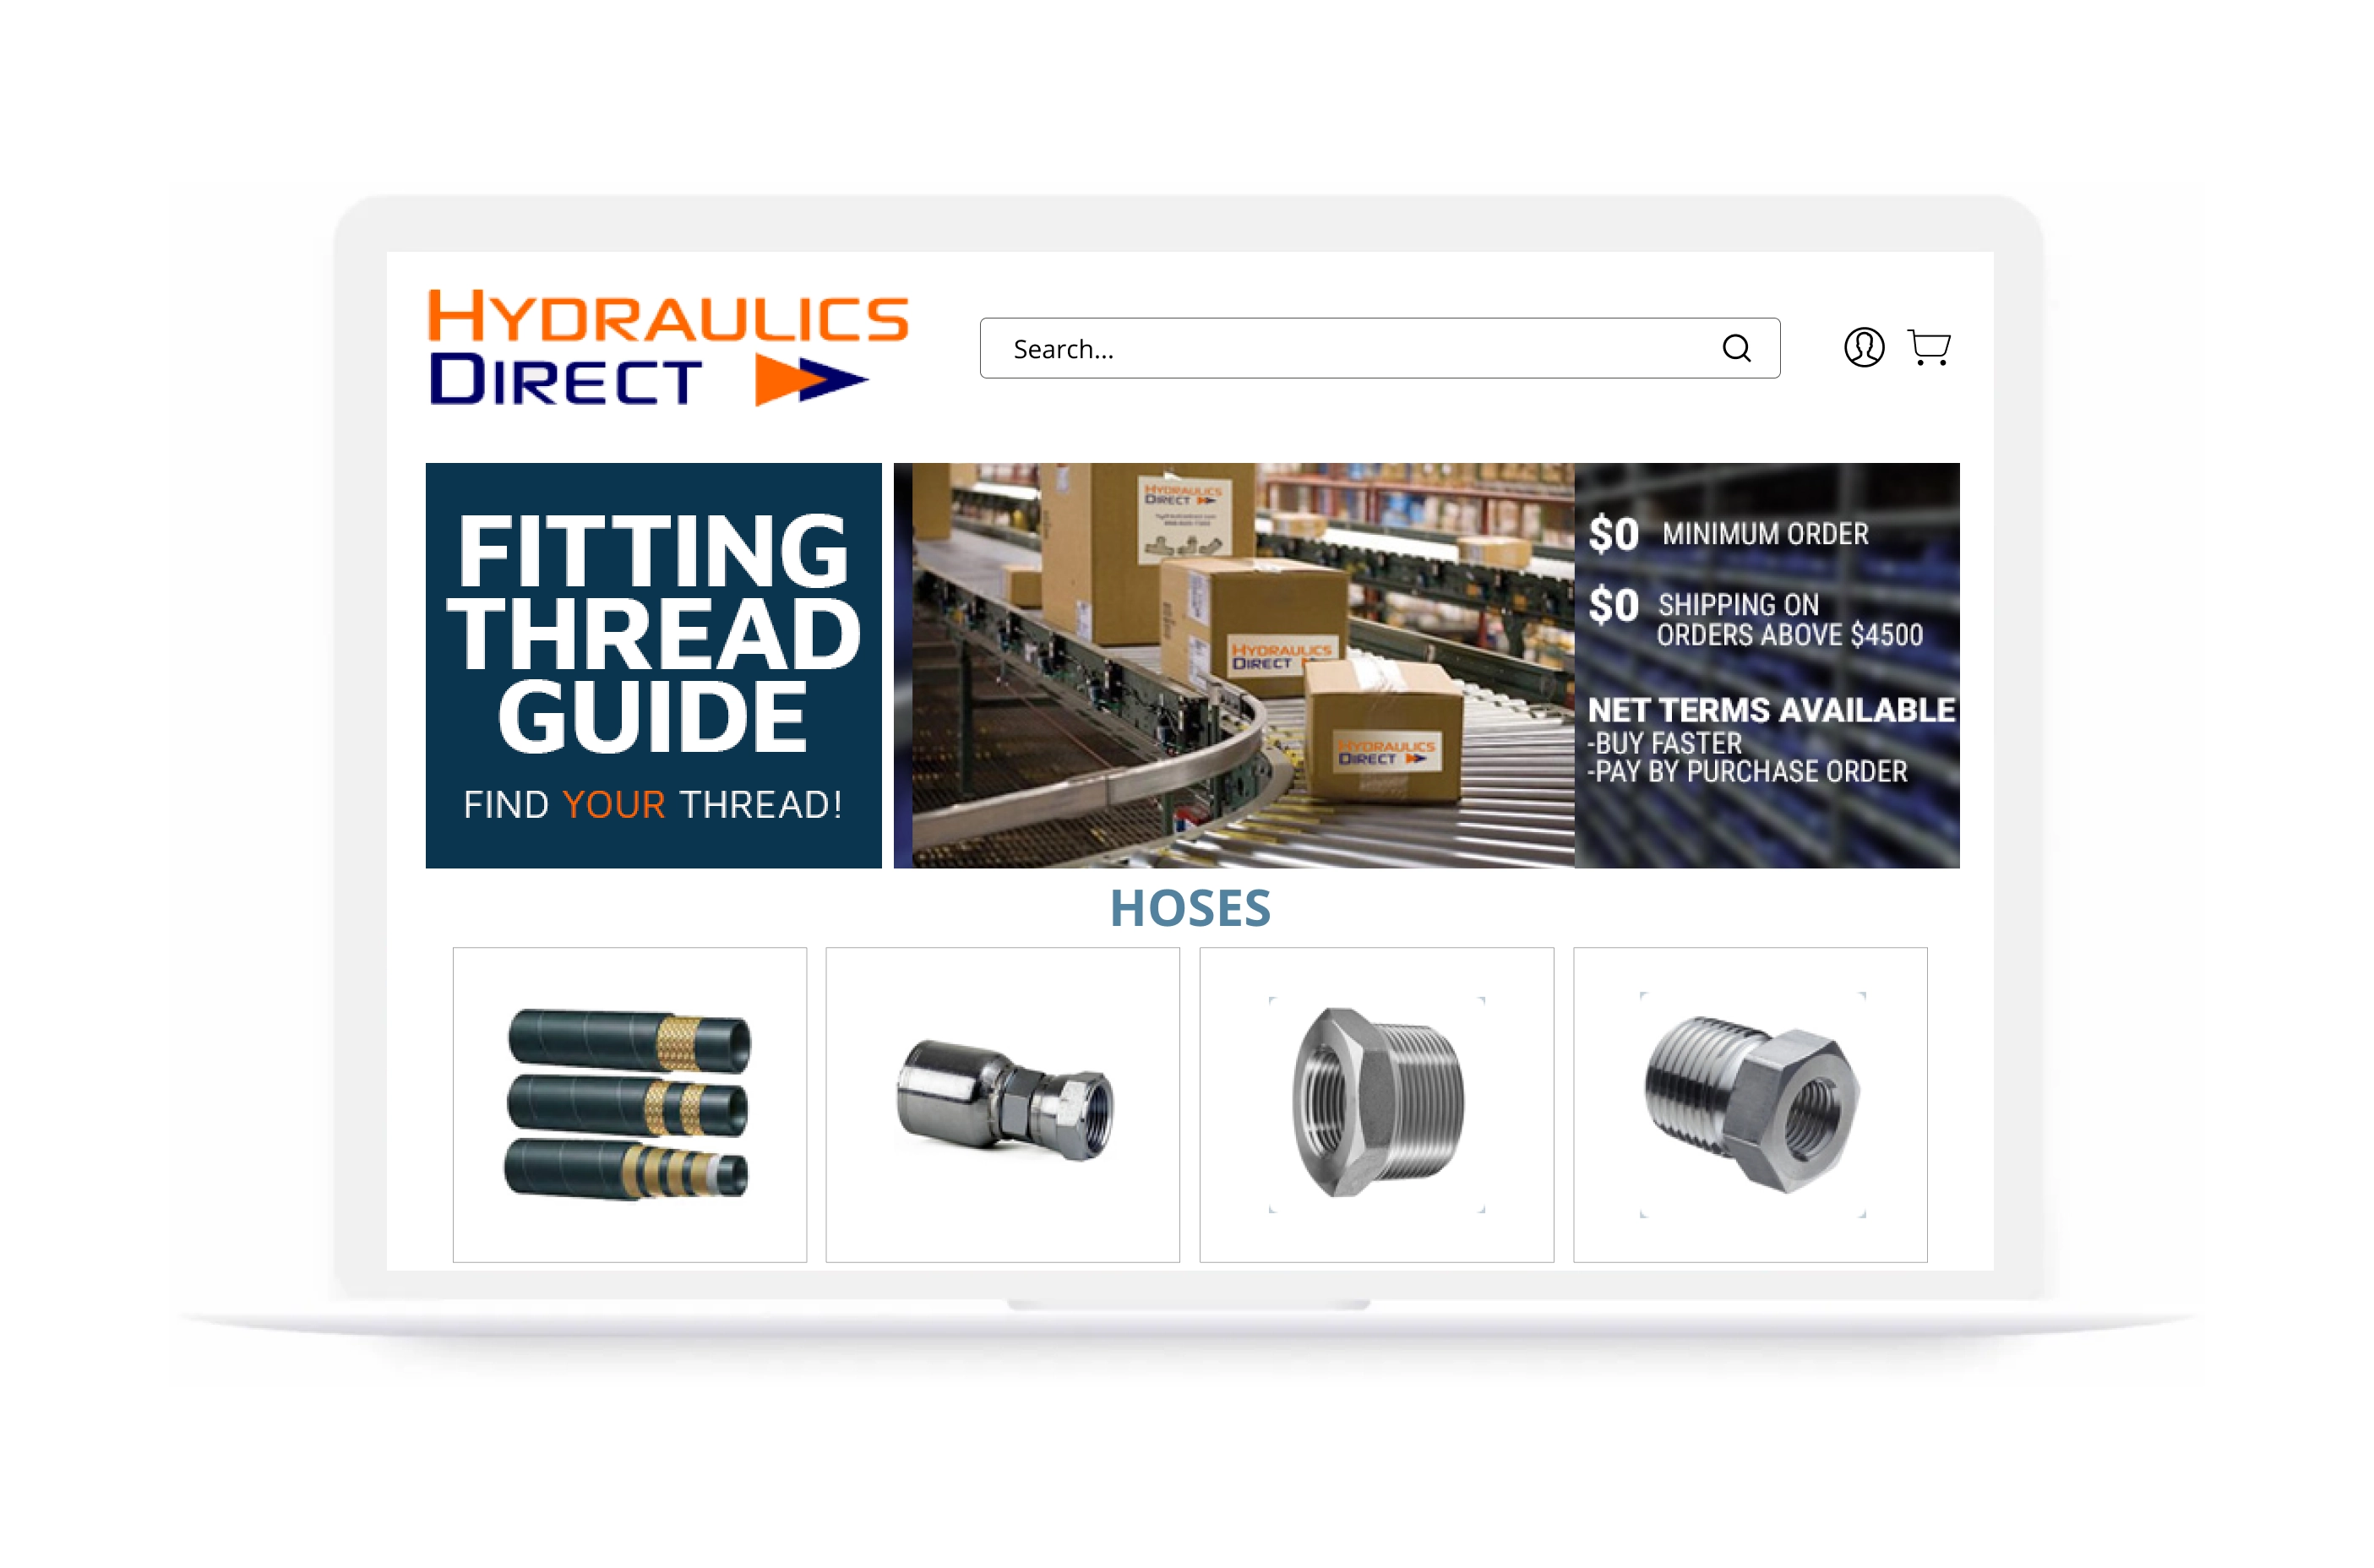 HYDRAULICS
DIRECT
Search...
FITTING
THREAD
GUIDE
FIND YOUR THREAD!
HYDRAULICS
DIRECT
HYDRAULICS
DIRECT
HYDRAULICS
DIRECT
$0 MINIMUM ORDER
$0 SHIPPING ON
ORDERS ABOVE $4500
NET TERMS AVAILABLE
-BUY FASTER
-PAY BY PURCHASE ORDER
HOSES